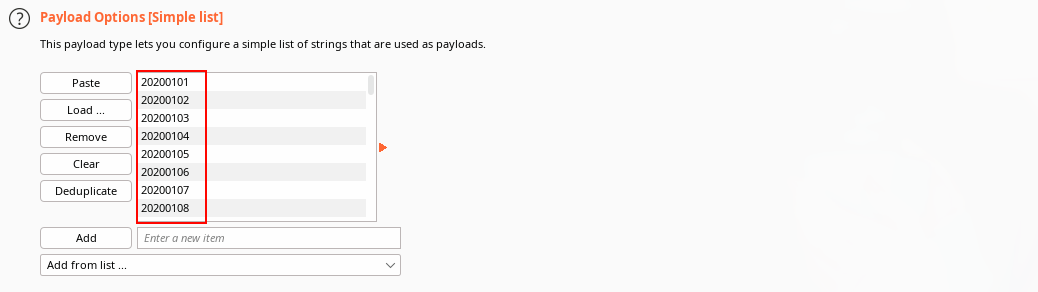 ?
Payload Options [Simple list]
This payload type lets you configure a simple list of strings that are used as payloads.
Paste
Load ...
Remove
Clear
Deduplicate
20200101
20200102
20200103
20200104
20200105
20200106
20200107
20200108
Add
Enter a new item
Add from list ...